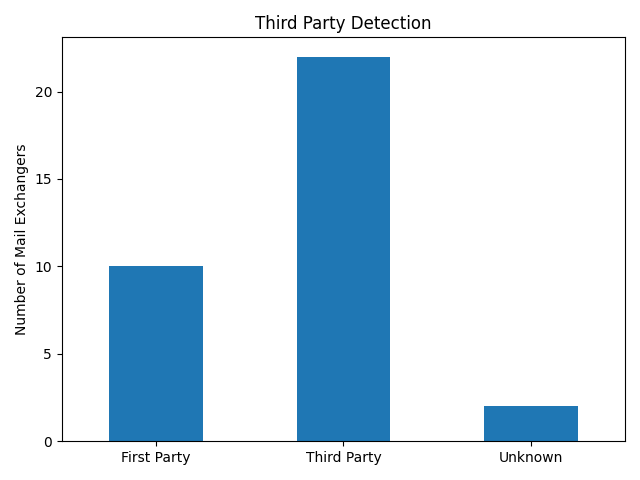 Third Party Detection
Number of Mail Exchangers
20
15
10
5
0
First Party
Third Party
Unknown